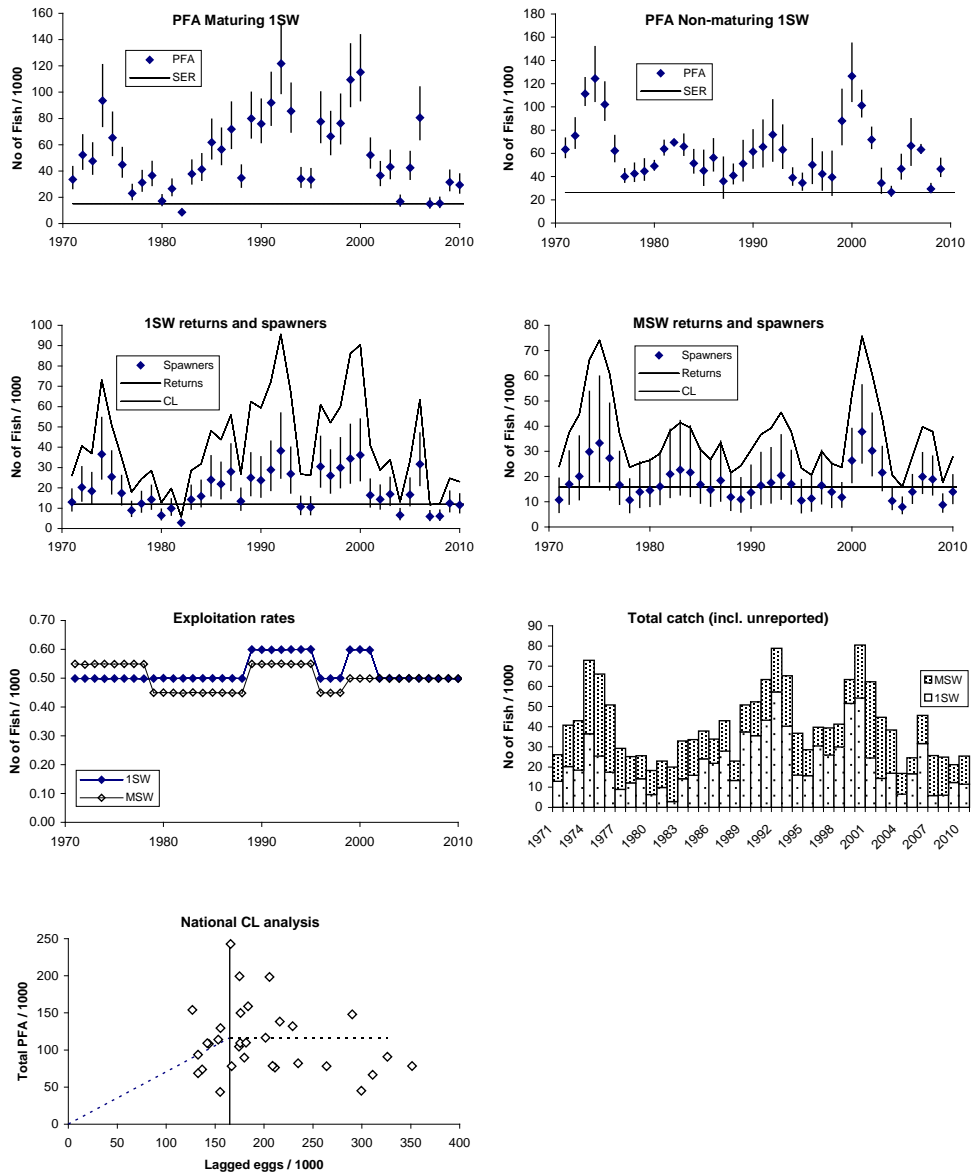 PFA Maturing 1SW
No of Fish / 1000
160
140
120
100
80
60
40
20
0
PFA
SER
1970 1980 1990 2000 2010
PFA Non-maturing 1SW
No of Fish / 1000
180
160
140
120
100
80
60
40
20
0
PFA
SER
1970 1980 1990 2000 2010
1SW returns and spawners
No of Fish / 1000
100
90
80
70
60
50
40
30
20
10
0
Spawners
Returns
CL
1970 1980 1990 2000 2010
MSW returns and spawners
No of Fish / 1000
80
70
60
50
40
30
20
10
0
Spawners
Returns
CL
1970 1980 1990 2000 2010
Exploitation rates
No of Fish / 1000
0.70
0.60
0.50
0.40
0.30
0.20
0.10
0.00
1SW
MSW
1970 1980 1990 2000 2010
Total catch (incl. unreported)
No of Fish / 1000
90
80
70
60
50
40
30
20
10
0
MSW
1SW
1971 1974 1977 1980 1983 1986 1989 1992 1995 1998 2001 2004 2007 2010
National CL analysis
Total PFA / 1000
250
200
150
100
50
0
0 50 100 150 200 250 300 350 400
Lagged eggs / 1000